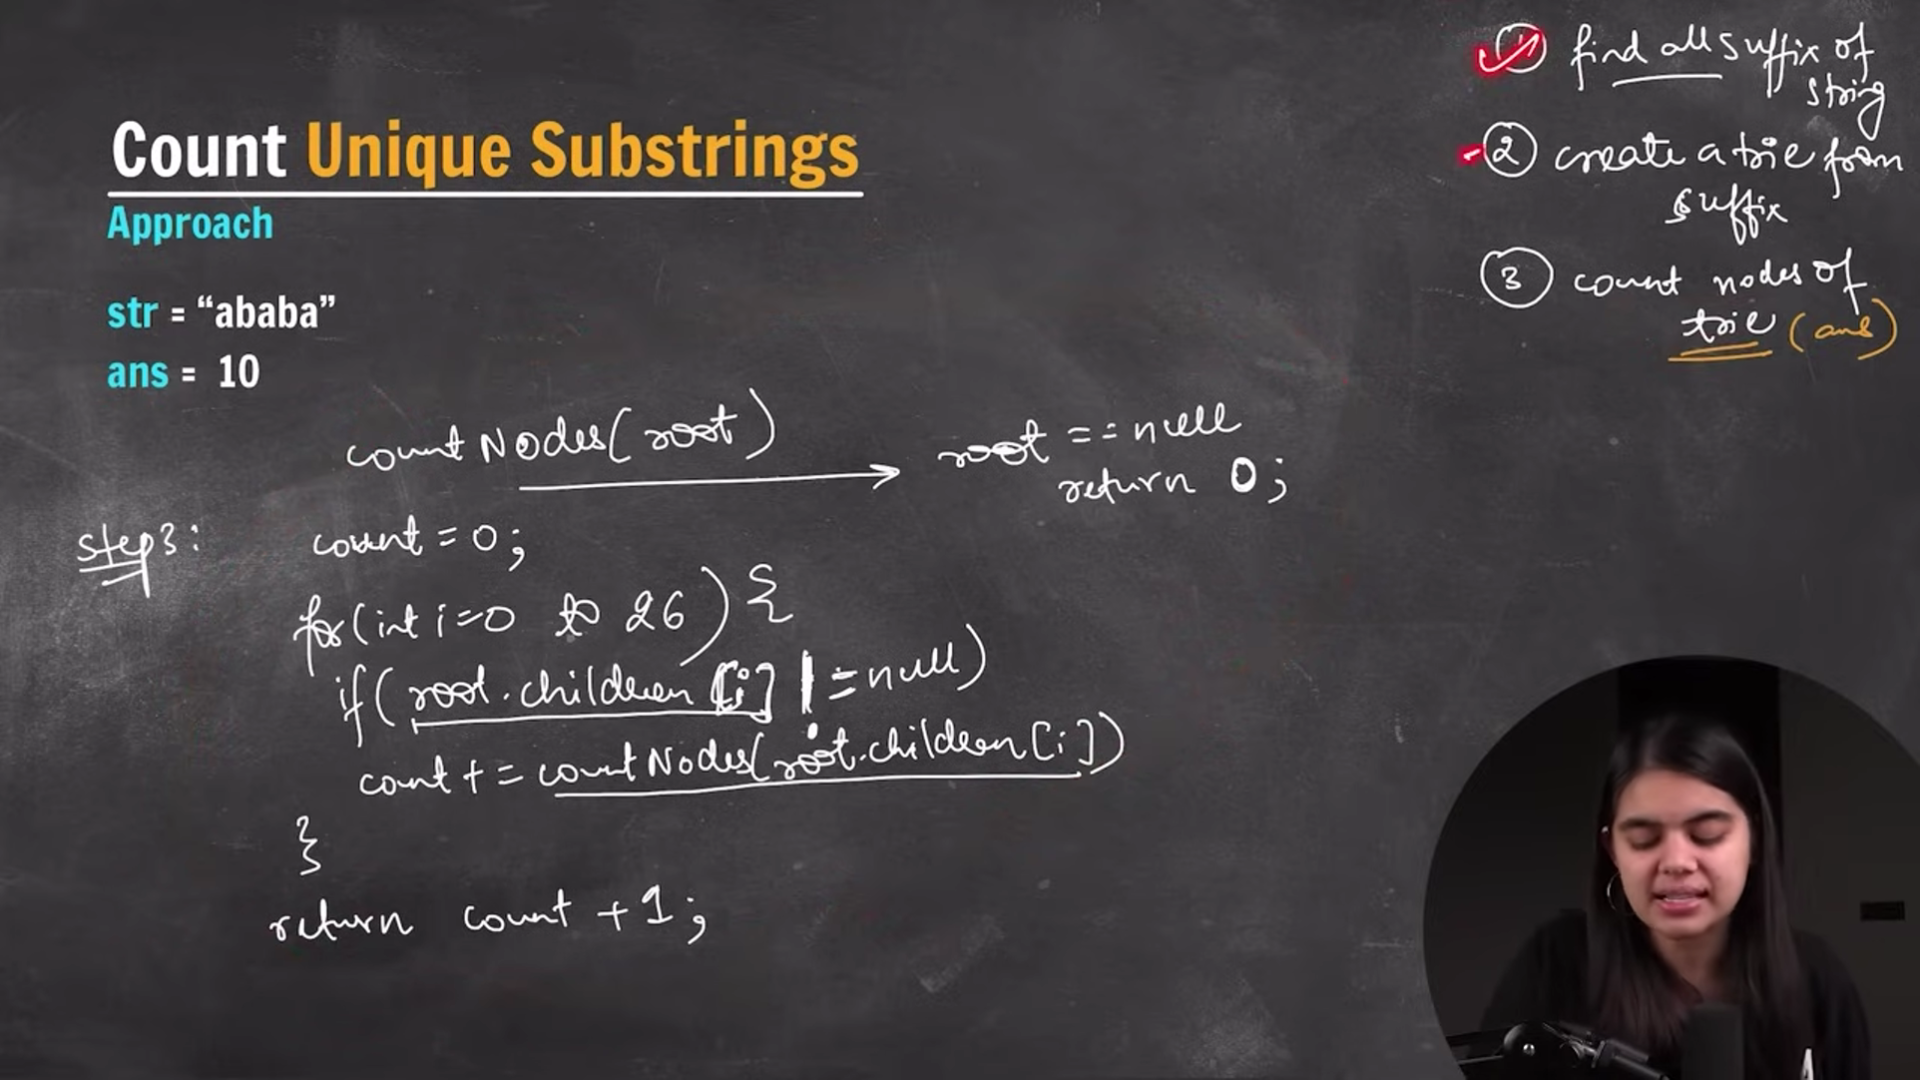 Count Unique Substrings
Approach
str = “ababa”
ans = 10
① find all suffix of
string
② create a trie from
suffix
③ count nodes of
trie (ans)
countNodes(root)
root == null
return 0;
step3:
count = 0;
for(int i=0 to 26) {
if(root.children[i] != null)
count += countNodes(root.children[i])
}
return count +1;